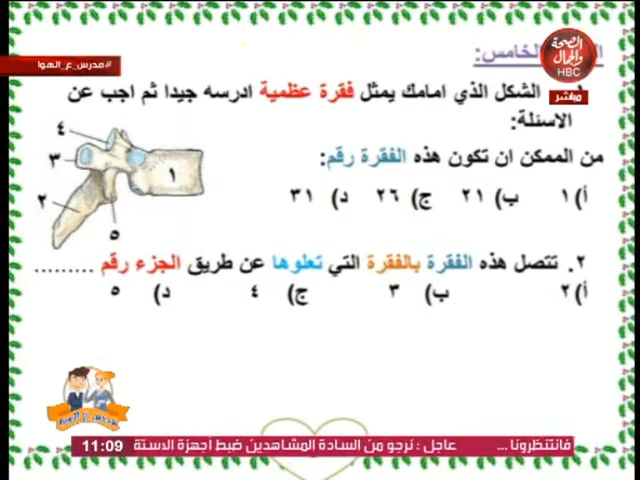 #مدرس_ع_الهوا
الصحة والجمال
HBC
مباشر
الخامس:
١. الشكل الذي امامك يمثل فقرة عظمية ادرسه جيدا ثم اجب عن
الاسئلة:
من الممكن ان تكون هذه الفقرة رقم:
أ) ١ ب) ٢١ ج) ٢٦ د) ٣١
٤
٣
١
٢
٥
٢. تتصل هذه الفقرة بالفقرة التي تعلوها عن طريق الجزء رقم .........
أ) ٢ ب) ٣ ج) ٤ د) ٥
فانتظرونا ... عاجل : نرجو من السادة المشاهدين ضبط أجهزة الدستة
11:09